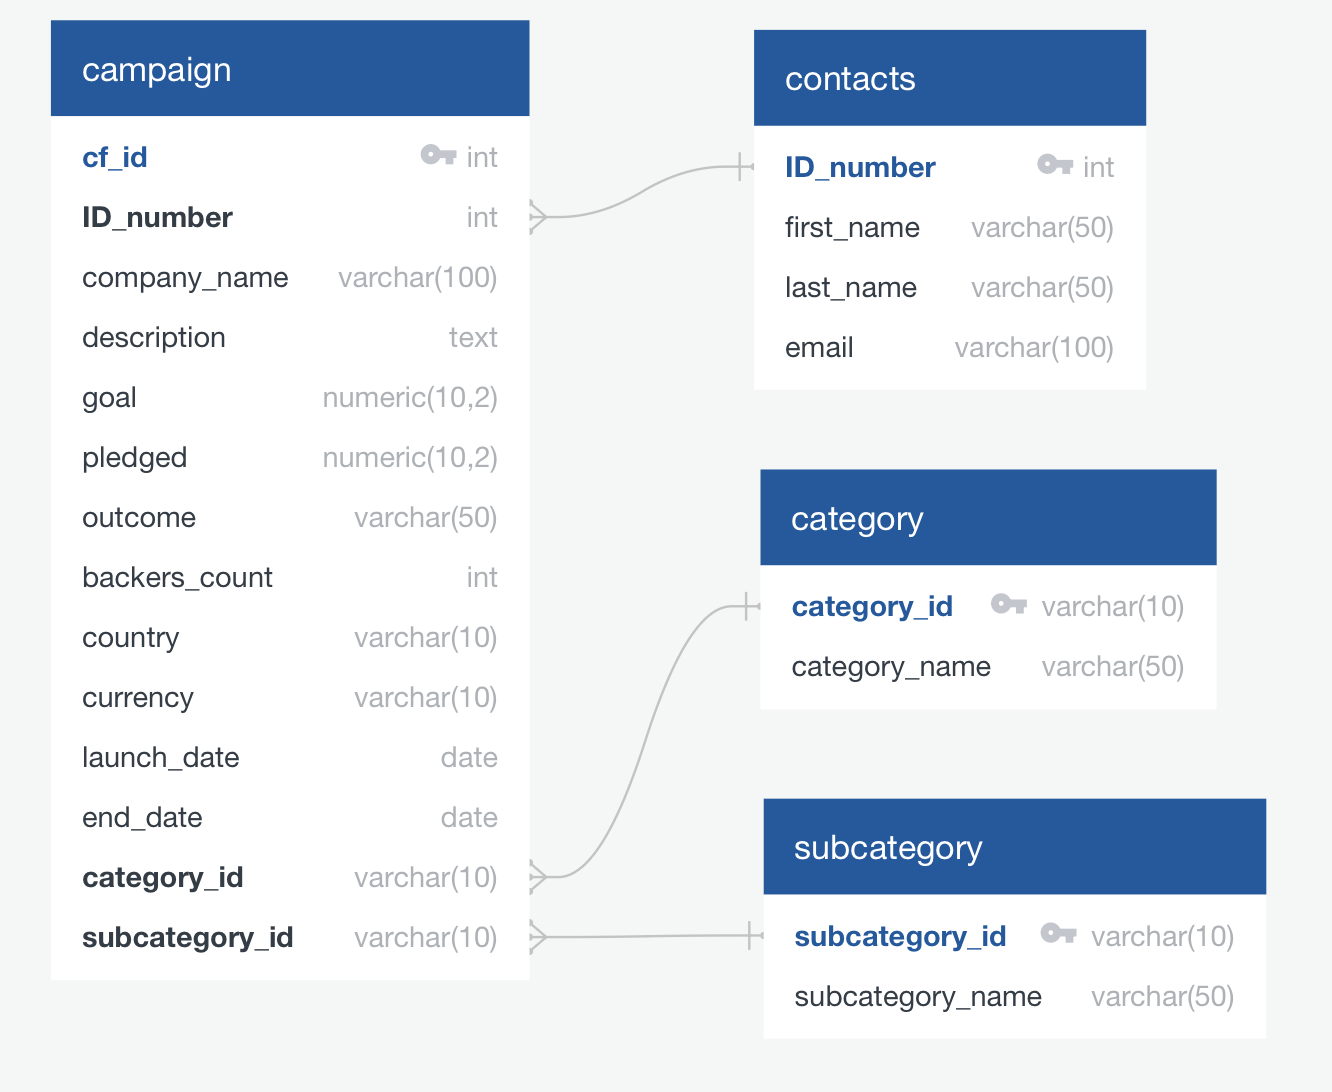 campaign
cf_id int
ID_number int
company_name varchar(100)
description text
goal numeric(10,2)
pledged numeric(10,2)
outcome varchar(50)
backers_count int
country varchar(10)
currency varchar(10)
launch_date date
end_date date
category_id varchar(10)
subcategory_id varchar(10)
contacts
ID_number int
first_name varchar(50)
last_name varchar(50)
email varchar(100)
category
category_id varchar(10)
category_name varchar(50)
subcategory
subcategory_id varchar(10)
subcategory_name varchar(50)